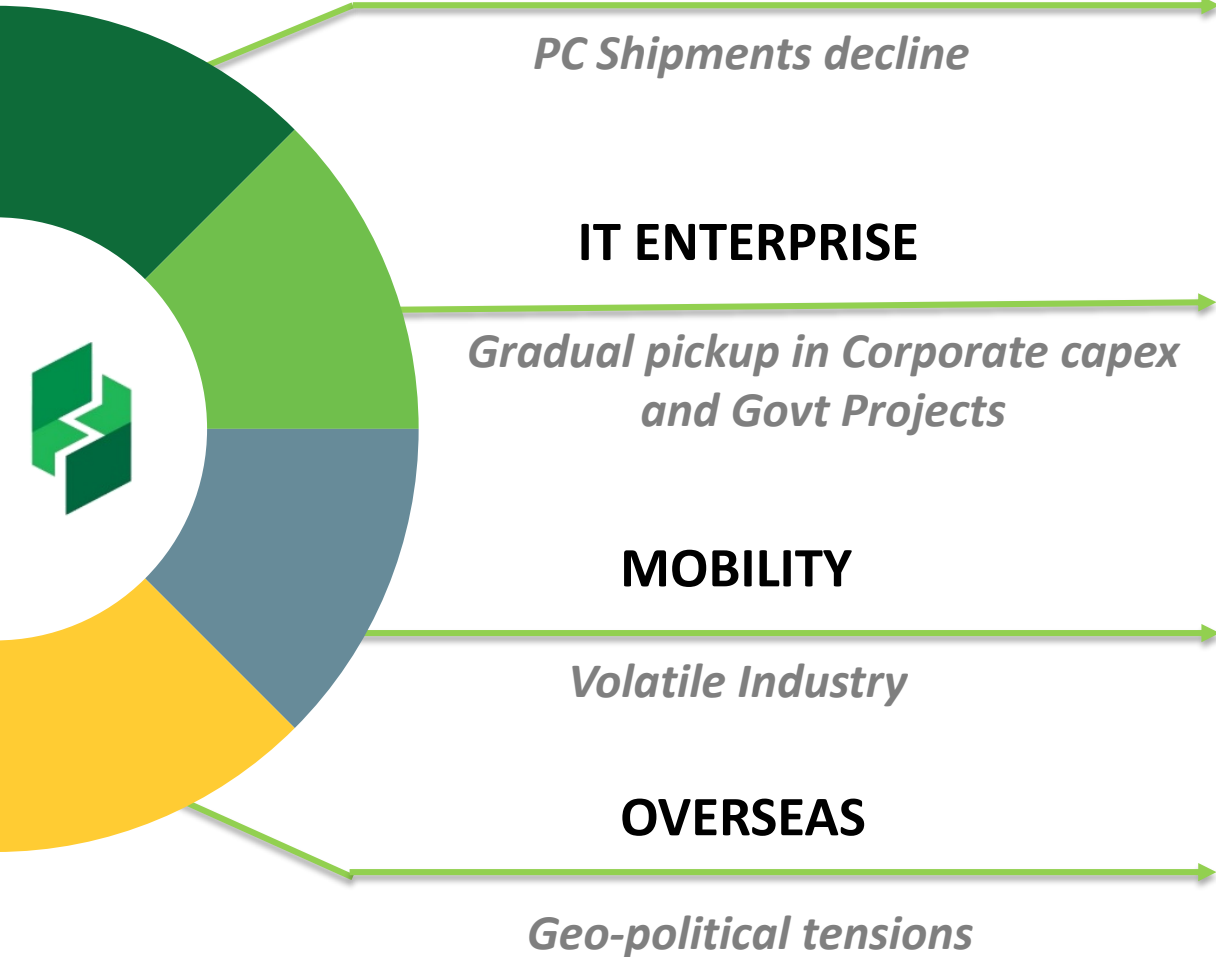 PC Shipments decline
IT ENTERPRISE
Gradual pickup in Corporate capex
and Govt Projects
MOBILITY
Volatile Industry
OVERSEAS
Geo-political tensions